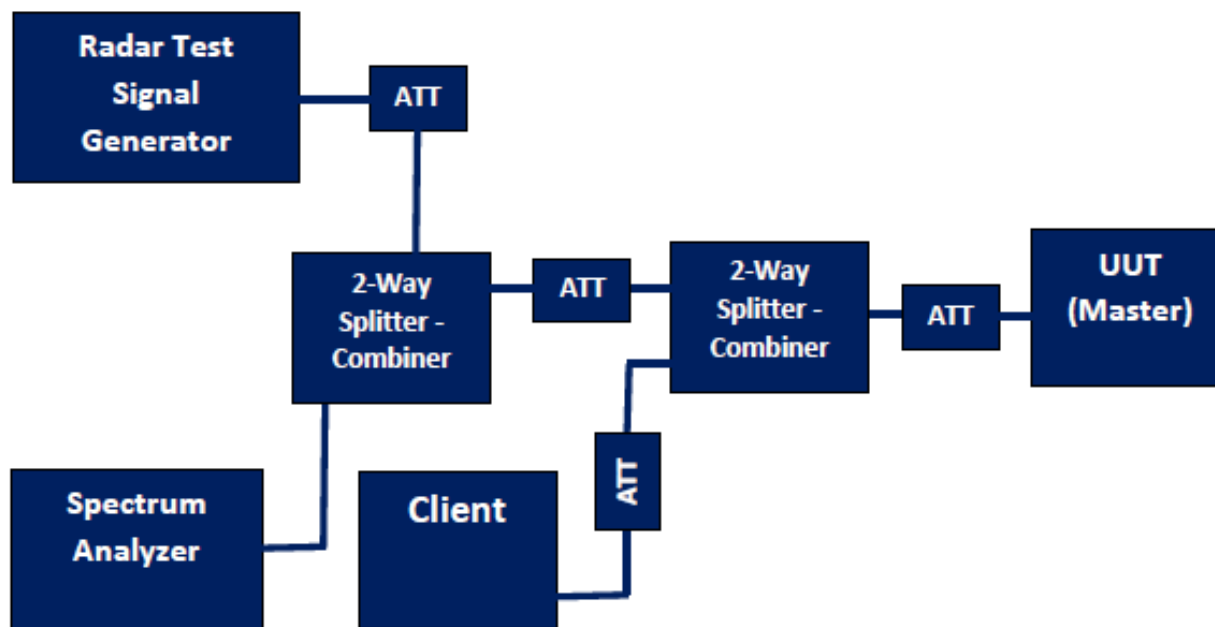 Radar Test
Signal
Generator
ATT
2-Way
Splitter -
Combiner
ATT
2-Way
Splitter -
Combiner
ATT
UUT
(Master)
Spectrum
Analyzer
Client
ATT